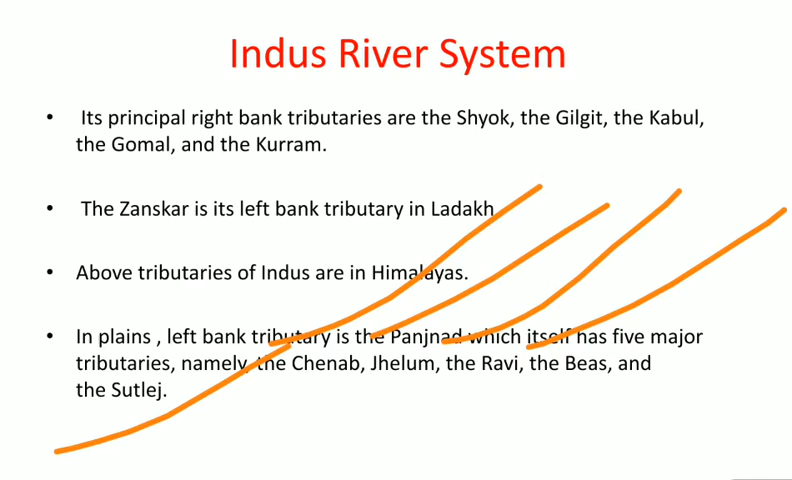 Indus River System
• Its principal right bank tributaries are the Shyok, the Gilgit, the Kabul,
the Gomal, and the Kurram.
• The Zanskar is its left bank tributary in Ladakh
• Above tributaries of Indus are in Himalayas.
• In plains , left bank tributary is the Panjnad which itself has five major
tributaries, namely, the Chenab, Jhelum, the Ravi, the Beas, and
the Sutlej.